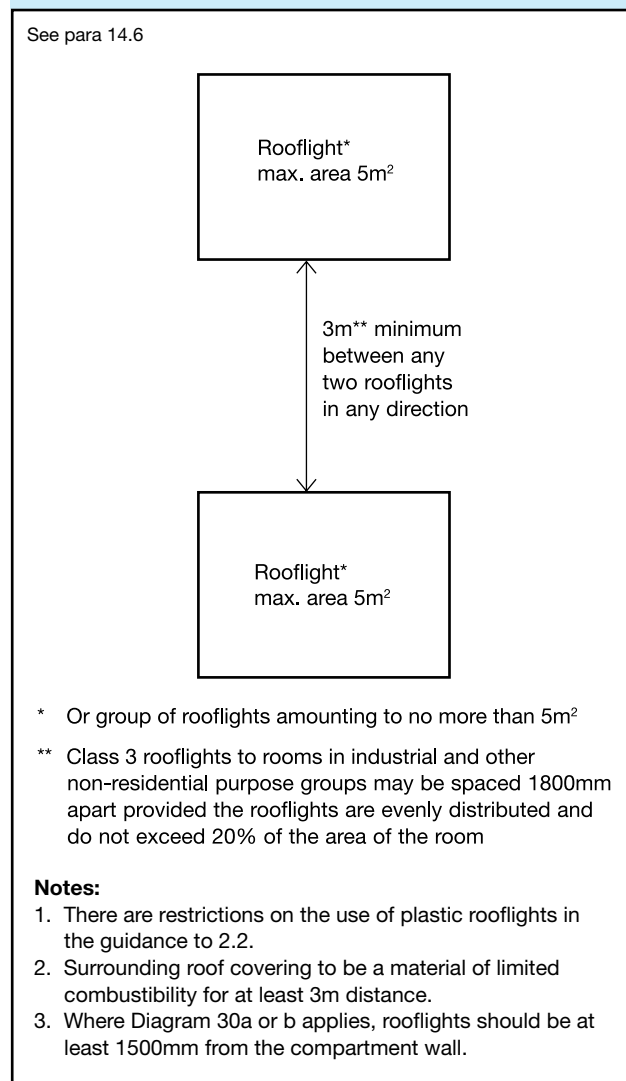 See para 14.6
Rooflight*
max. area 5m²
3m** minimum
between any
two rooflights
in any direction
Rooflight*
max. area 5m²
* Or group of rooflights amounting to no more than 5m²
** Class 3 rooflights to rooms in industrial and other
non-residential purpose groups may be spaced 1800mm
apart provided the rooflights are evenly distributed and
do not exceed 20% of the area of the room
Notes:
1. There are restrictions on the use of plastic rooflights in
the guidance to 2.2.
2. Surrounding roof covering to be a material of limited
combustibility for at least 3m distance.
3. Where Diagram 30a or b applies, rooflights should be at
least 1500mm from the compartment wall.